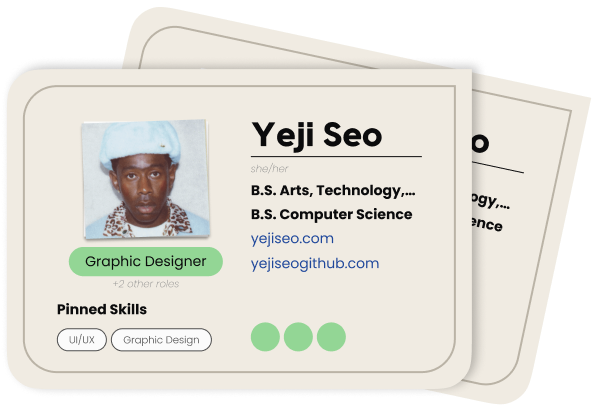 Yeji Seo
she/her
B.S. Arts, Technology,...
B.S. Computer Science
yejiseo.com
yejiseogithub.com
Graphic Designer
+2 other roles
Pinned Skills
UI/UX
Graphic Design
o
ogy,...
ence